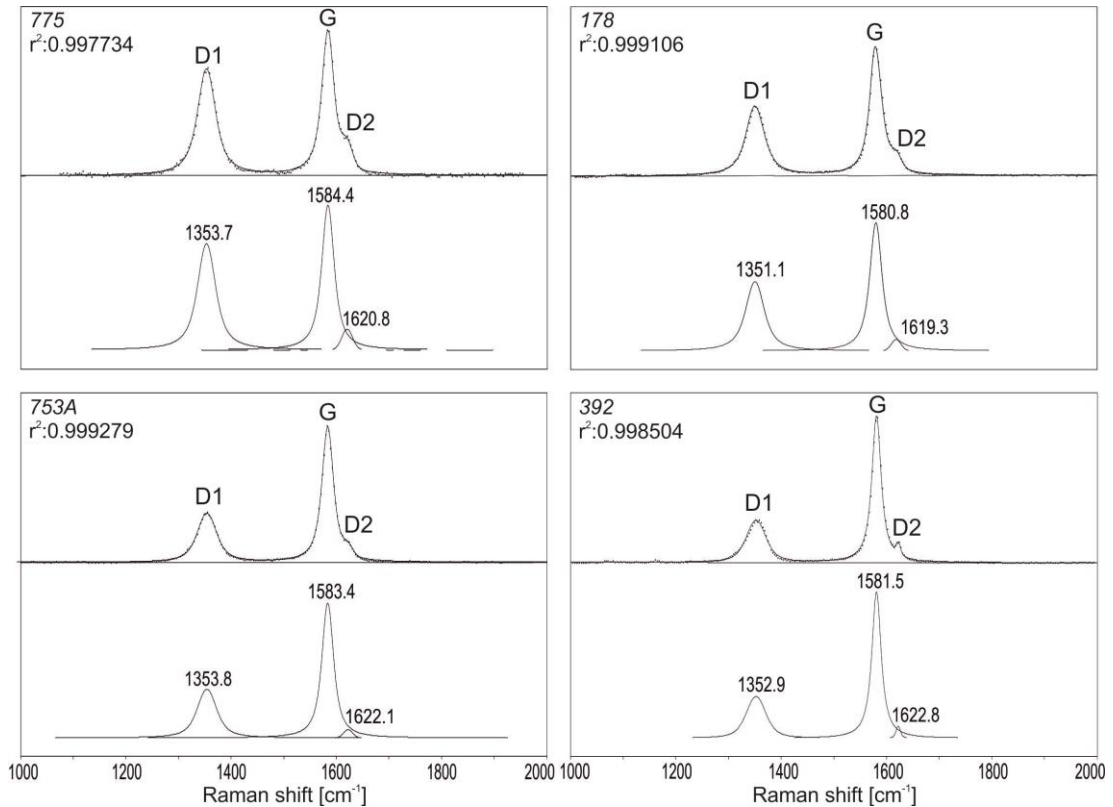 775
r²:0.997734
D1
G
D2
1353.7
1584.4
1620.8
178
r²:0.999106
D1
G
D2
1351.1
1580.8
1619.3
753A
r²:0.999279
D1
G
D2
1353.8
1583.4
1622.1
1000 1200 1400 1600 1800 2000
Raman shift [cm⁻¹]
392
r²:0.998504
D1
G
D2
1352.9
1581.5
1622.8
1000 1200 1400 1600 1800 2000
Raman shift [cm⁻¹]